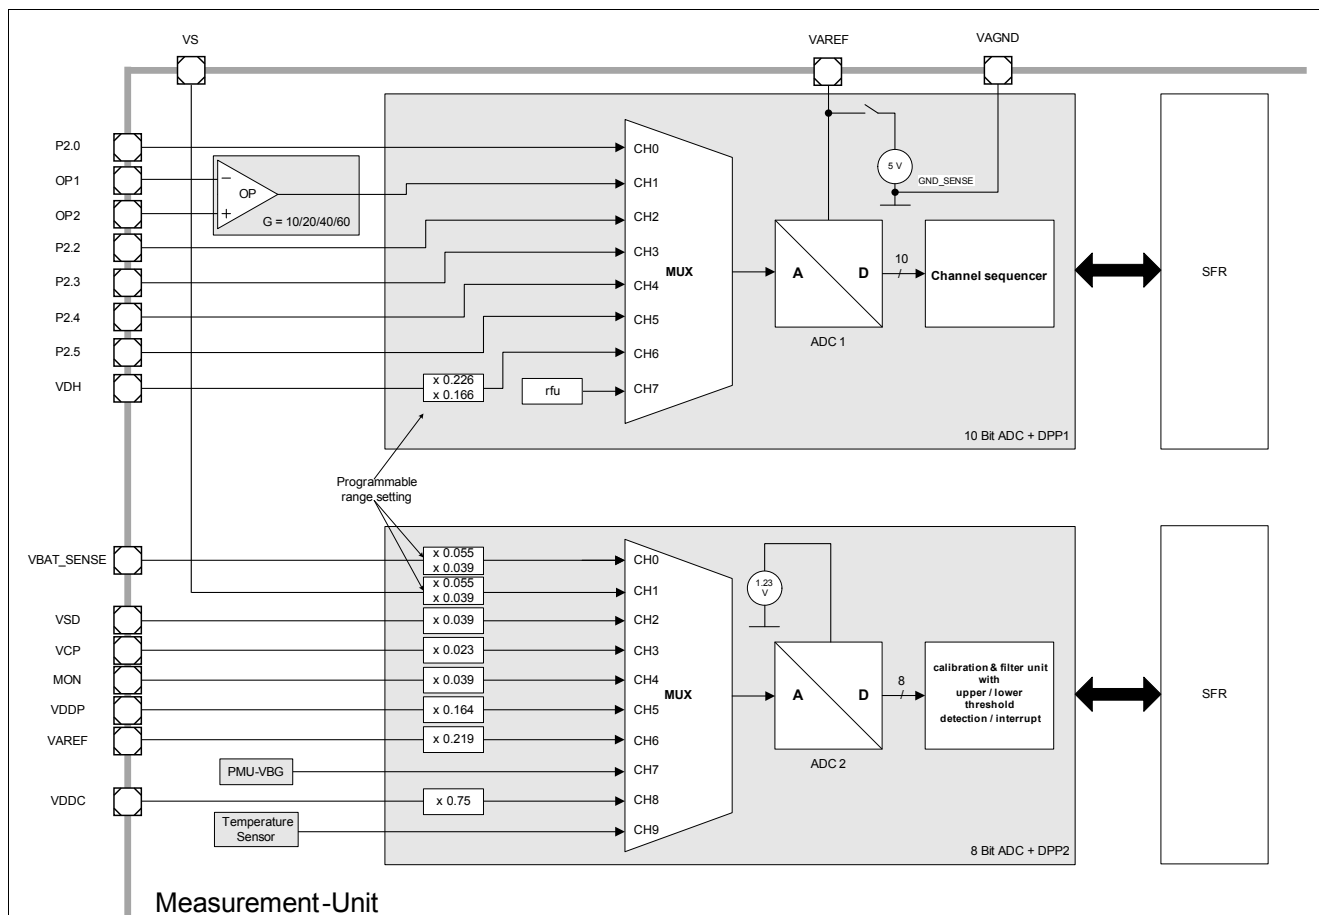 VS
VAREF
VAGND
P2.0
OP1
OP2
P2.2
P2.3
P2.4
P2.5
VDH
−
OP
+
G = 10/20/40/60
x 0.226
x 0.166
rfu
CH0
CH1
CH2
CH3
CH4
CH5
CH6
CH7
MUX
5 V
GND_SENSE
A
D
ADC 1
10
Channel sequencer
10 Bit ADC + DPP1
SFR
Programmable
range setting
VBAT_SENSE
VSD
VCP
MON
VDDP
VAREF
PMU-VBG
VDDC
Temperature
Sensor
x 0.055
x 0.039
x 0.055
x 0.039
x 0.039
x 0.023
x 0.039
x 0.164
x 0.219
x 0.75
CH0
CH1
CH2
CH3
CH4
CH5
CH6
CH7
CH8
CH9
MUX
1.23
V
A
D
ADC 2
8
calibration & filter unit
with
upper / lower
threshold
detection / interrupt
8 Bit ADC + DPP2
SFR
Measurement-Unit